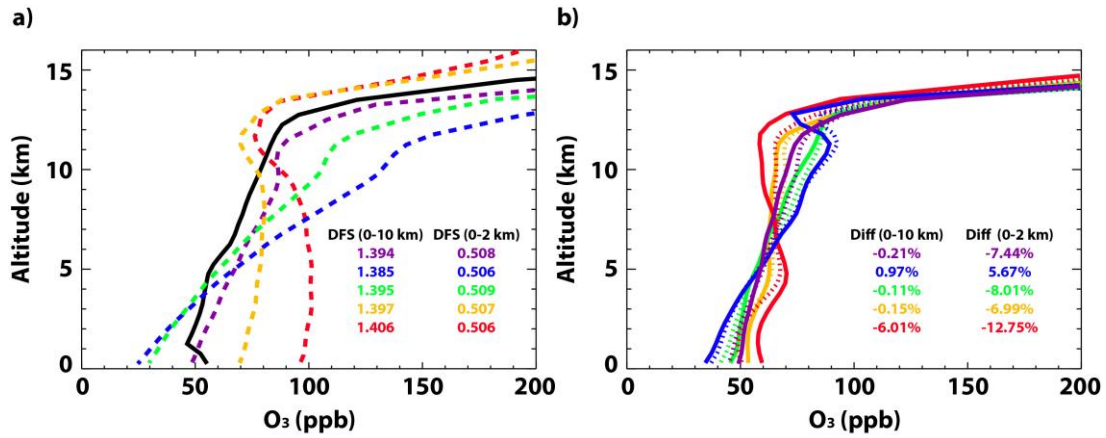 a)
15
10
5
0
Altitude (km)
DFS (0-10 km) DFS (0-2 km)
1.394 0.508
1.385 0.506
1.395 0.509
1.397 0.507
1.406 0.506
0 50 100 150 200
O₃ (ppb)
b)
15
10
5
0
Altitude (km)
Diff (0-10 km) Diff (0-2 km)
-0.21% -7.44%
0.97% 5.67%
-0.11% -8.01%
-0.15% -6.99%
-6.01% -12.75%
0 50 100 150 200
O₃ (ppb)